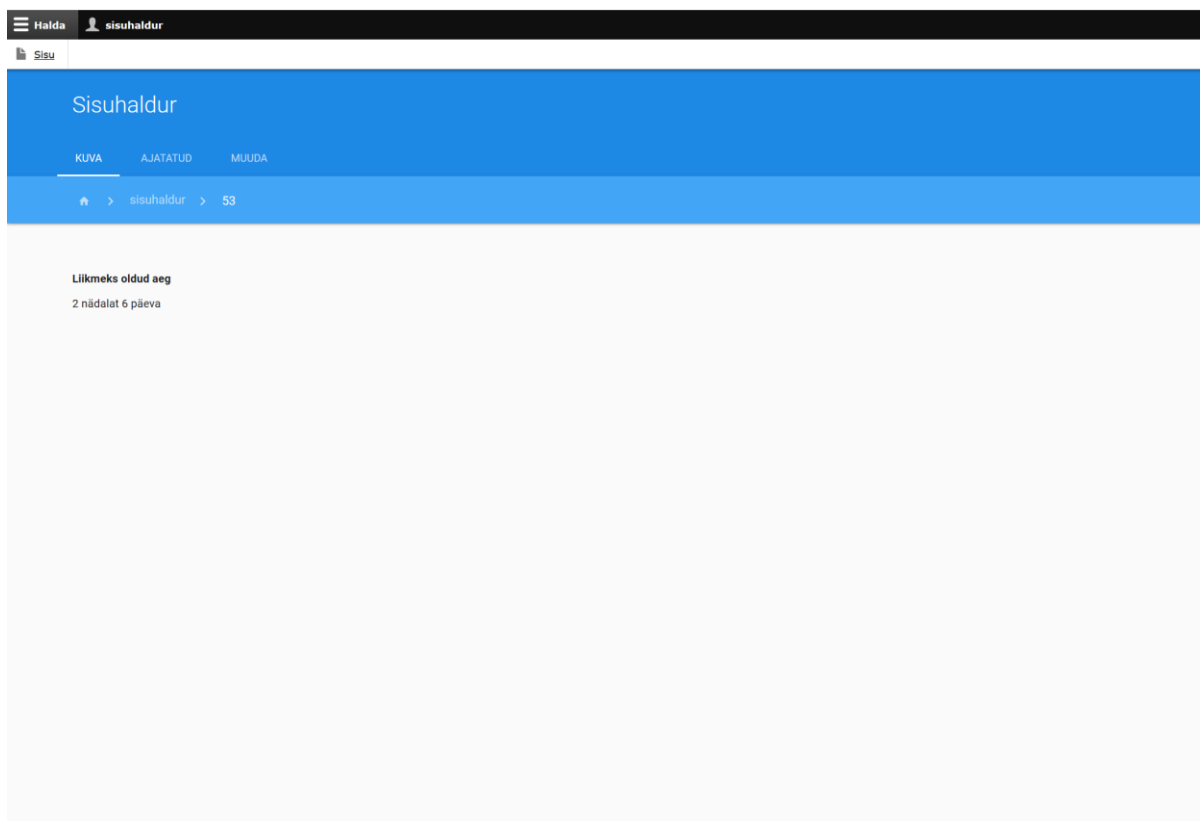 Halda sisuhaldur
Sisu
Sisuhaldur
KUVA AJATATUD MUUDA
sisuhaldur > 53
Liikmeks oldud aeg
2 nädalat 6 päeva